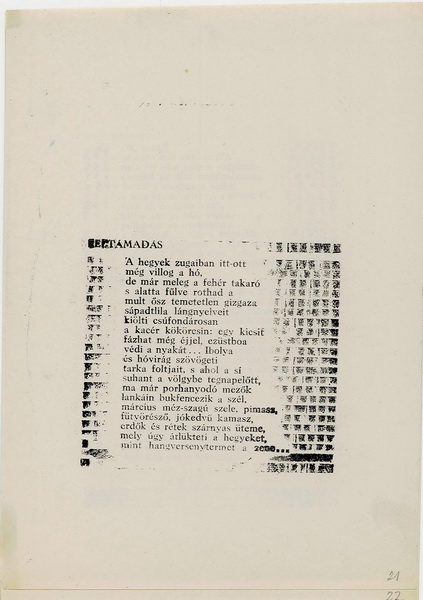 FELTÁMADÁS
A hegyek zugaiban itt-ott
még villog a hó,
de már meleg a fehér takaró
s alatta fülve rothad a
mult ősz temetetlen gizgaza
sápadtlila lángnyelveit
kiölti csúfondárosan
a kacér kökörcsin: egy kicsit
fázhat még éjjel, ezüstboa
védi a nyakát... Ibolya
és hóvirág szövögeti
tarka foltjait, s ahol a sí
suhant a völgybe tegnapelőtt,
ma már porhanyodó mezők
lankáin bukfencezik a szél,
március méz-szagú szele, pimasz,
fütyörésző, jókedvű kamasz,
erdők és rétek szárnyas üteme,
mely úgy átlükteti a hegyeket,
mint hangversenytermet a zene...
21
22